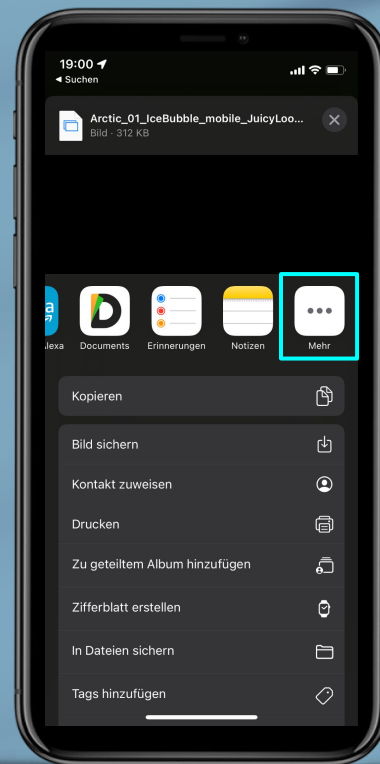 19:00
◀ Suchen
Arctic_01_IceBubble_mobile_JuicyLoo...
Bild · 312 KB
a
lexa
Documents
Erinnerungen
Notizen
Mehr
Kopieren
Bild sichern
Kontakt zuweisen
Drucken
Zu geteiltem Album hinzufügen
Zifferblatt erstellen
In Dateien sichern
Tags hinzufügen